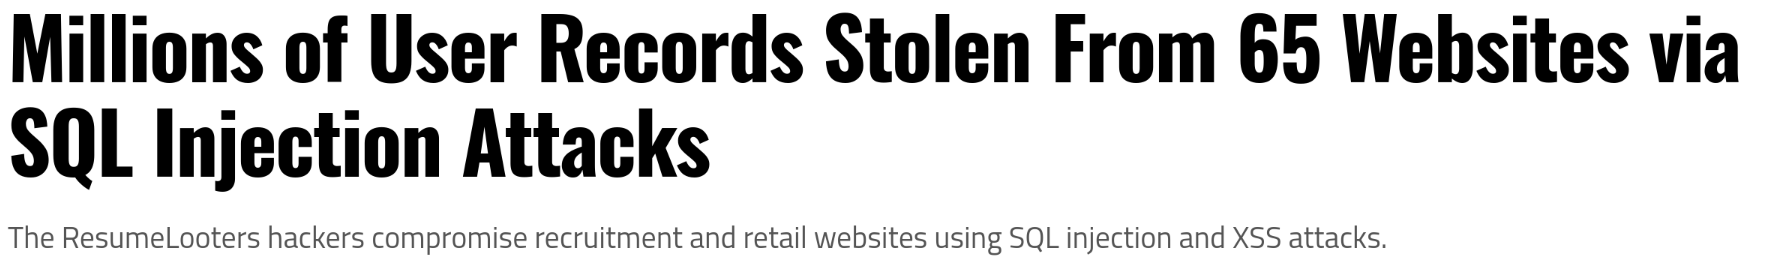 Millions of User Records Stolen From 65 Websites via
SQL Injection Attacks
The ResumeLooters hackers compromise recruitment and retail websites using SQL injection and XSS attacks.